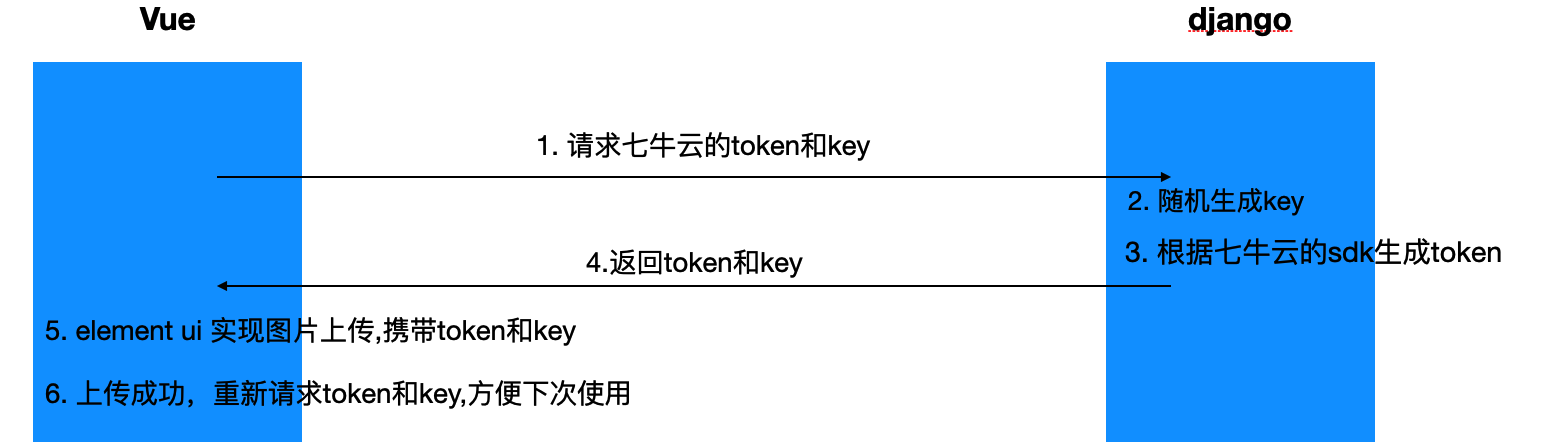 Vue
django
1. 请求七牛云的token和key
2. 随机生成key
3. 根据七牛云的sdk生成token
4.返回token和key
5. element ui 实现图片上传,携带token和key
6. 上传成功，重新请求token和key,方便下次使用